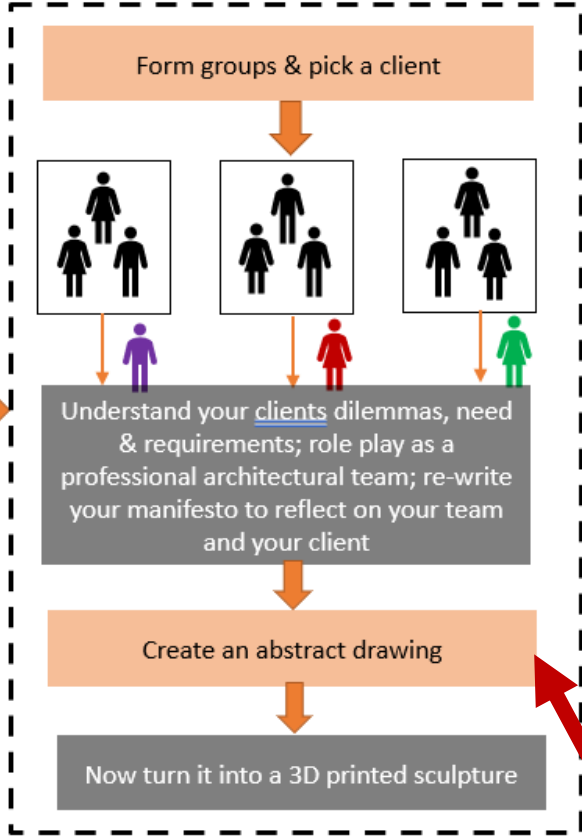 Form groups & pick a client
Understand your clients dilemmas, need
& requirements; role play as a
professional architectural team; re-write
your manifesto to reflect on your team
and your client
Create an abstract drawing
Now turn it into a 3D printed sculpture